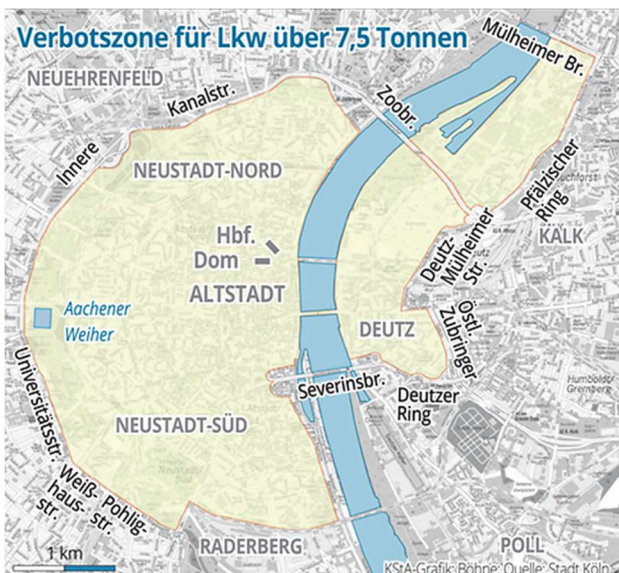 Verbotszone für Lkw über 7,5 Tonnen
Mülheimer Br.
NEUEHRENFELD
Kanalstr.
Zoobr.
Innere
NEUSTADT-NORD
Pfälzischer
Ring
KALK
Hbf.
Dom
Deutz-
Mülheimer
Str.
ALTSTADT
Aachener
Weiher
DEUTZ
Östl.
Zubringer
Universitätsstr.
Severinsbr.
Deutzer
Ring
Humboldt/
Gremberg
NEUSTADT-SÜD
Weiß-
haus-
str.
Pohlig-
str.
RADERBERG
POLL
1 km
KStA-Grafik: Böhne; Quelle: Stadt Köln